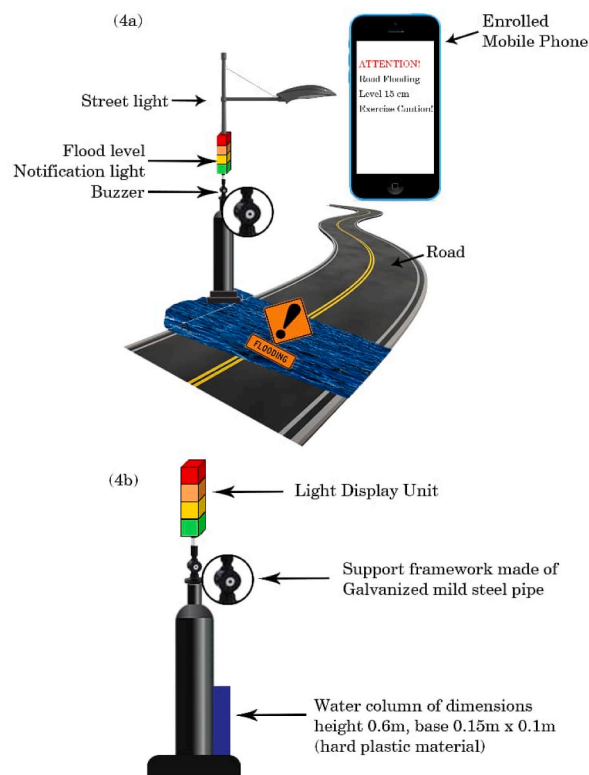 (4a)
Enrolled
Mobile Phone
ATTENTION!
Road Flooding
Level 15 cm
Exercise Caution!
Street light
Flood level
Notification light
Buzzer
Road
FLOODING
(4b)
Light Display Unit
Support framework made of
Galvanized mild steel pipe
Water column of dimensions
height 0.6m, base 0.15m x 0.1m
(hard plastic material)